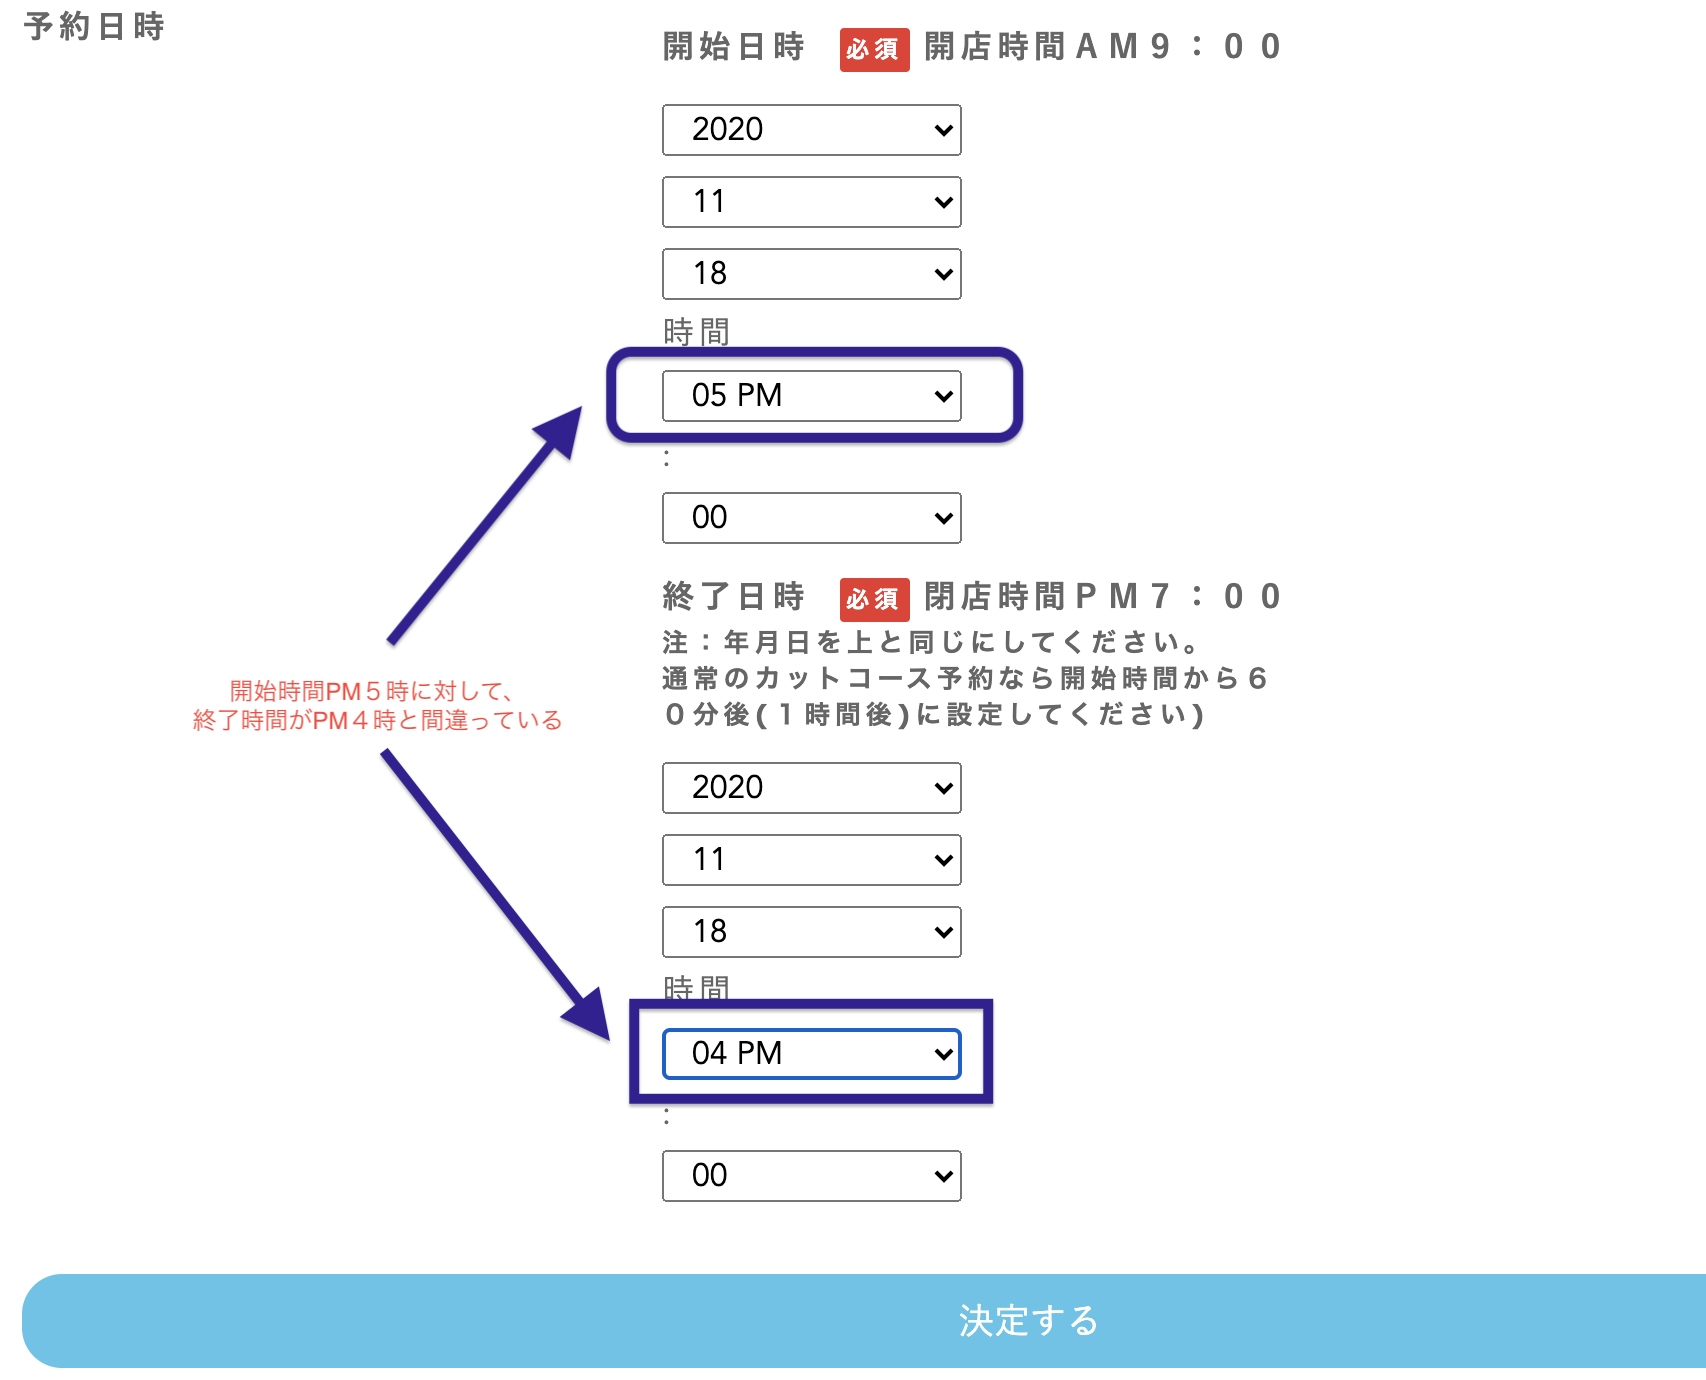 予約日時
開始日時 必須 開店時間AM9：００
2020
11
18
時間
05 PM
:
00
終了日時 必須 閉店時間PM7：００
注：年月日を上と同じにしてください。
通常のカットコース予約なら開始時間から６
０分後(１時間後)に設定してください)
開始時間PM５時に対して、
終了時間がPM４時と間違っている
2020
11
18
時間
04 PM
:
00
決定する